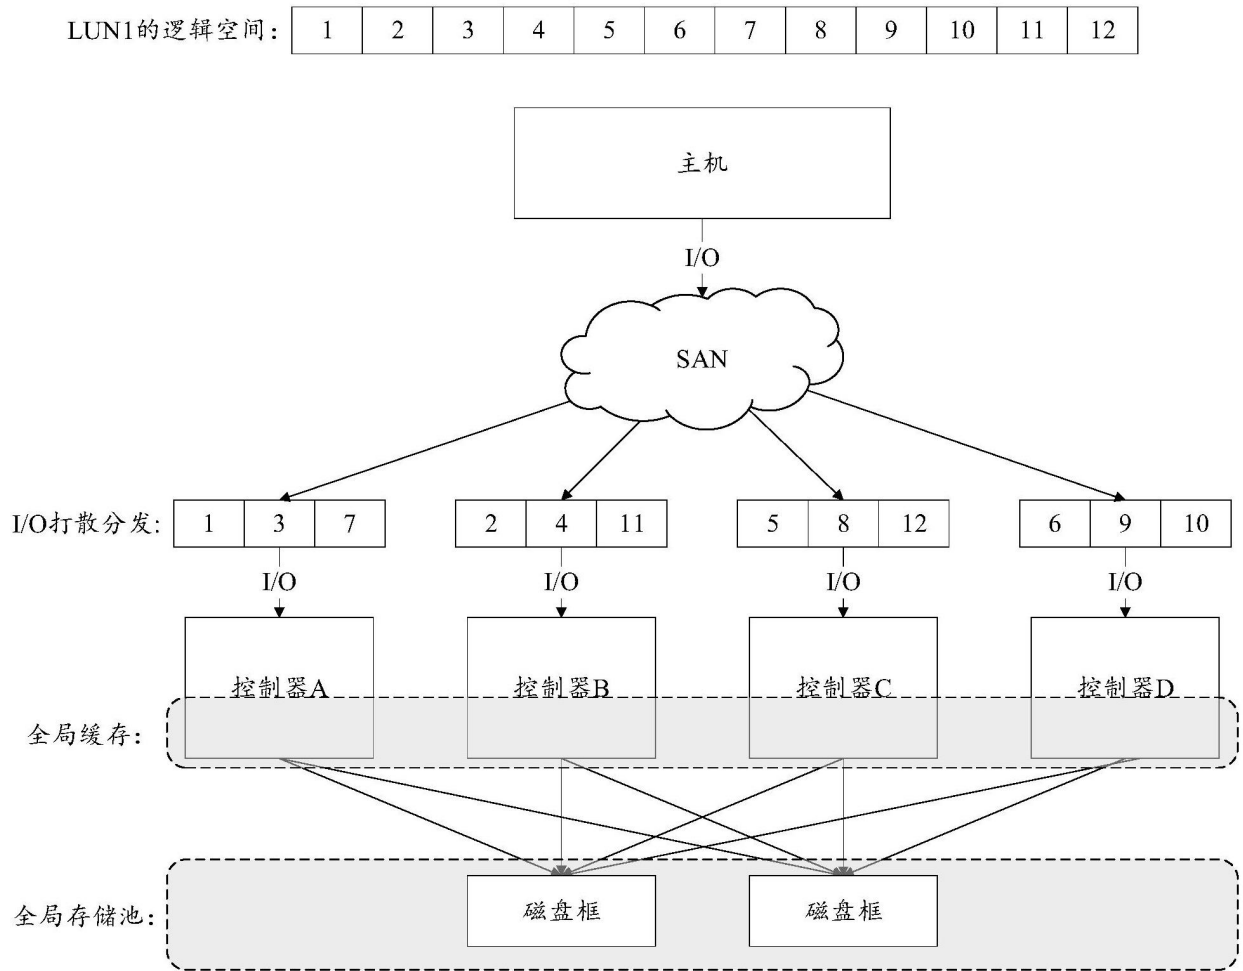 LUN1的逻辑空间: 1 2 3 4 5 6 7 8 9 10 11 12
主机
I/O
SAN
I/O打散分发: 1 3 7 2 4 11 5 8 12 6 9 10
I/O I/O I/O I/O
控制器A 控制器B 控制器C 控制器D
全局缓存:
全局存储池: 磁盘框 磁盘框